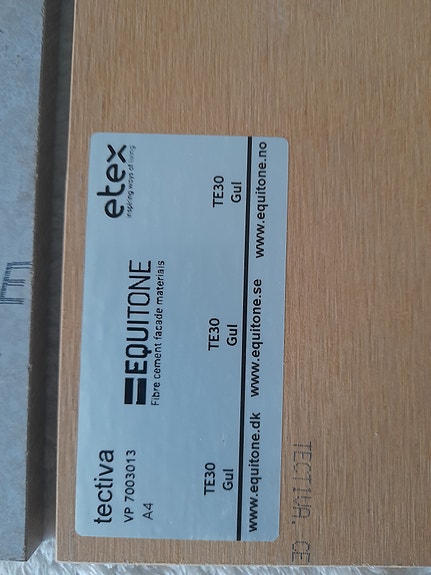 tectiva
VP 7003013
A4
EQUITONE
Fibre cement facade materials
etex
inspiring ways of living
TE30
Gul
TE30
Gul
TE30
Gul
www.equitone.dk www.equitone.se www.equitone.no
TECTIVA, CE